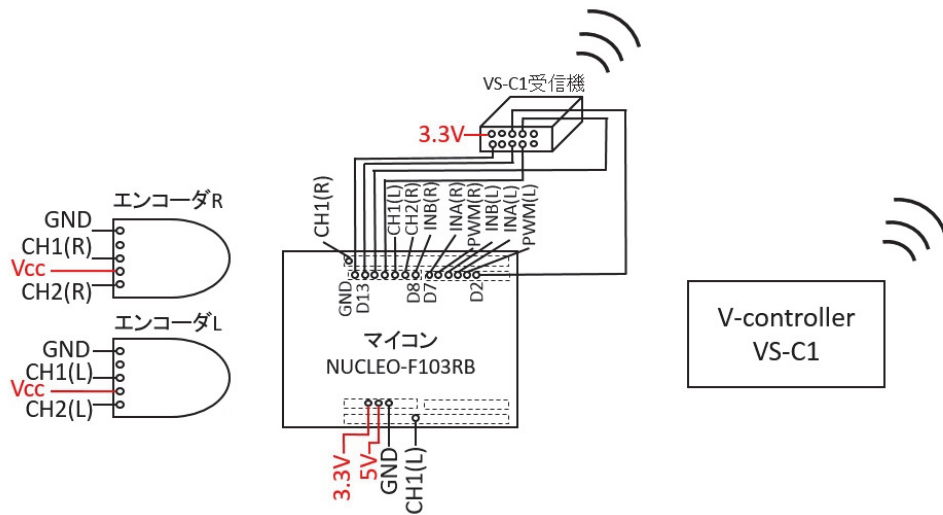 VS-C1受信機
3.3V
エンコーダR
GND
CH1(R)
Vcc
CH2(R)
エンコーダL
GND
CH1(L)
Vcc
CH2(L)
CH1(R)
CH1(L)
CH2(R)
INB(R)
INA(R)
PWM(R)
INB(L)
INA(L)
PWM(L)
GND
D13
D8
D7
D2
マイコン
NUCLEO-F103RB
3.3V
5V
GND
CH1(L)
V-controller
VS-C1